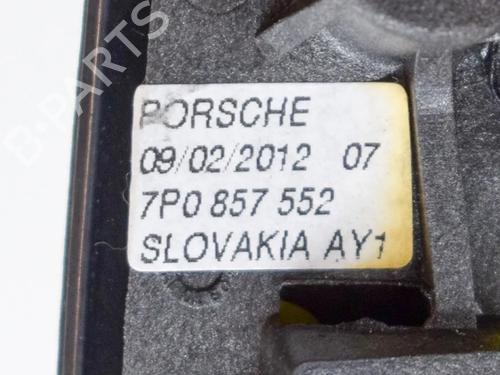 B-PARTS
PORSCHE
09/02/2012 07
7P0 857 552
SLOVAKIA AY1